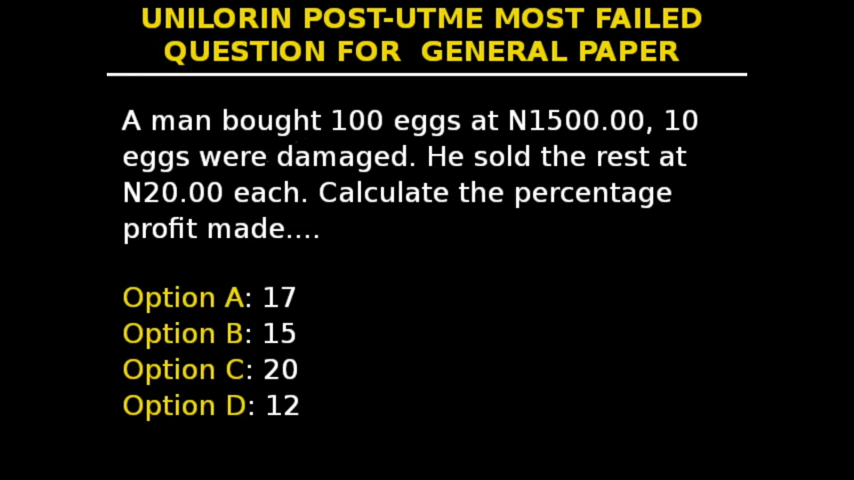 UNILORIN POST-UTME MOST FAILED
QUESTION FOR GENERAL PAPER
A man bought 100 eggs at N1500.00, 10
eggs were damaged. He sold the rest at
N20.00 each. Calculate the percentage
profit made....
Option A: 17
Option B: 15
Option C: 20
Option D: 12